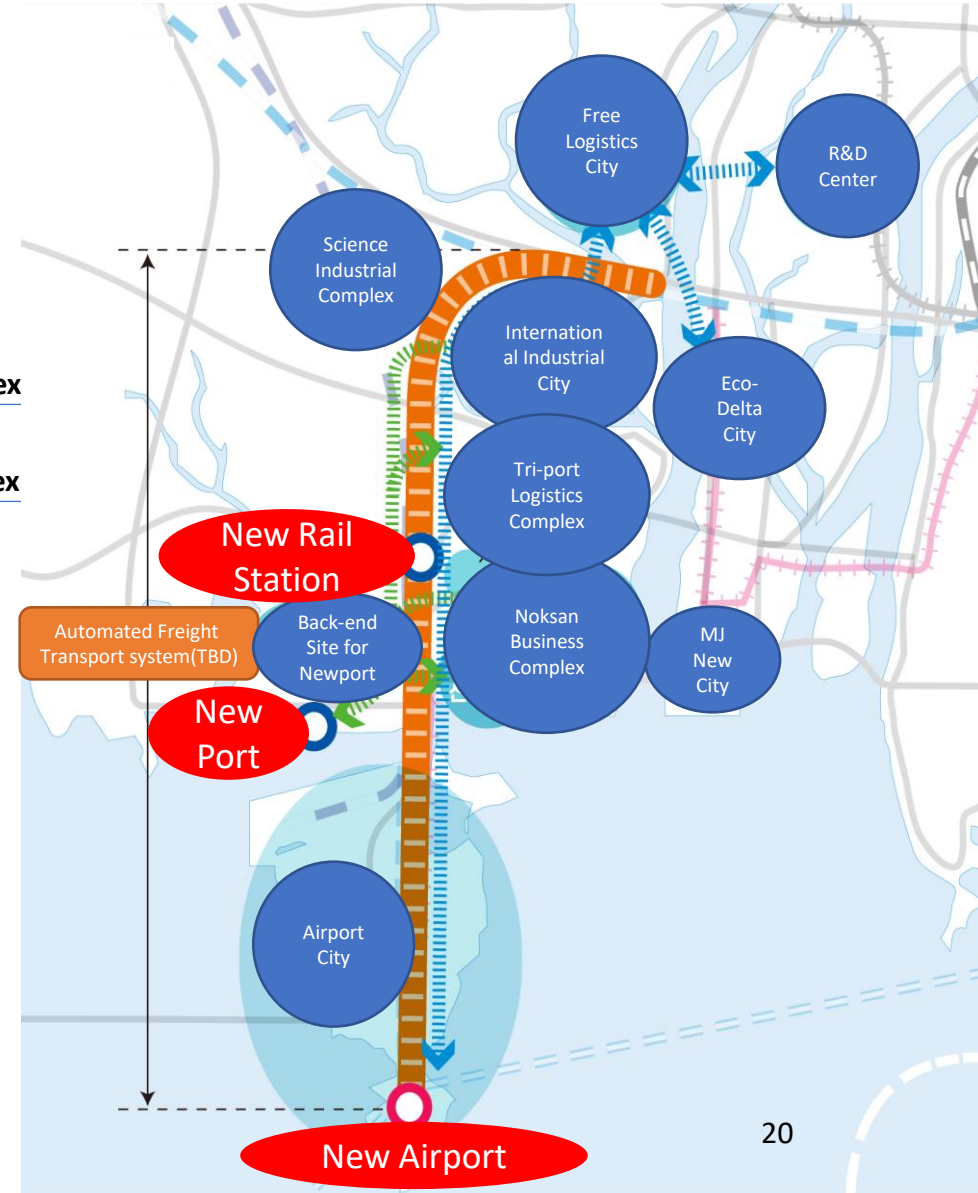 Free
Logistics
City
R&D
Center
Science
Industrial
Complex
Internation
al Industrial
City
ex
Eco-
Delta
City
ex
Tri-port
Logistics
Complex
New Rail
Station
Automated Freight
Transport system(TBD)
Back-end
Site for
Newport
Noksan
Business
Complex
MJ
New
City
New
Port
Airport
City
20
New Airport